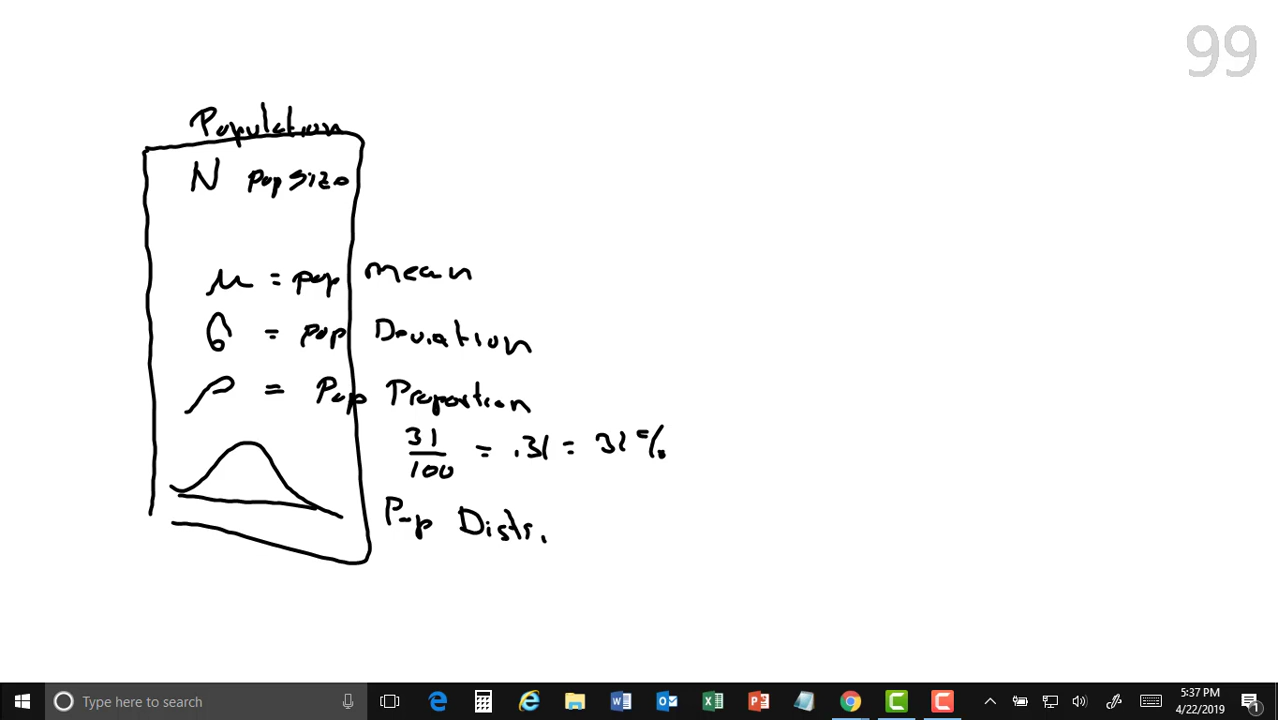 99
Population
N pop size
μ = pop mean
σ = pop Deviation
ρ = Pop Proportion
31/100 = .31 = 31%
Pop Distr.
Type here to search
5:37 PM
4/22/2019